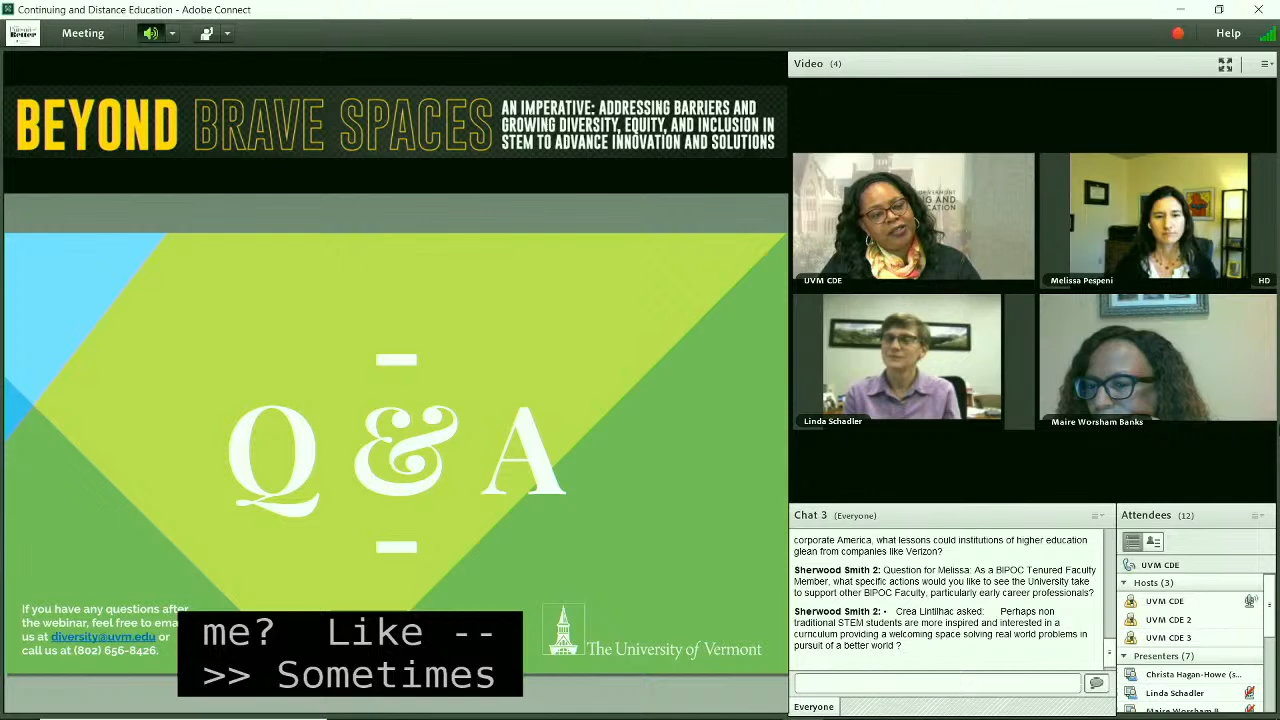 Continuing and Distance Education - Adobe Connect
Meeting
Help
BEYOND BRAVE SPACES
AN IMPERATIVE: ADDRESSING BARRIERS AND
GROWING DIVERSITY, EQUITY, AND INCLUSION IN
STEM TO ADVANCE INNOVATION AND SOLUTIONS
Q & A
If you have any questions after
the webinar, feel free to ema
us at diversity@uvm.edu or
call us at (802) 656-8426.
me? Like --
>> Sometimes
The University of Vermont
Video (4)
UVM CDE
Melissa Pespeni
HD
Linda Schadler
Maire Worsham Banks
Chat 3 (Everyone)
corporate America, what lessons could institutions of higher education
glean from companies like Verizon?
Sherwood Smith 2: Question for Melissa: As a BIPOC Tenured Faculty
Member, what specific actions would you like to see the University take
to support other BIPOC Faculty, particularly early career professionals?
Sherwood Smith 2: • Crea Lintilhac asked: Perhaps non
traditional STEM students are more inspired and interested in a
curriculum providing a welcoming space solving real world problems in
pursuit of a better world ?
Everyone
Attendees (12)
UVM CDE
Hosts (3)
UVM CDE
UVM CDE 2
UVM CDE 3
Presenters (7)
Christa Hagan-Howe (s...
Linda Schadler
Maire Worsham B...